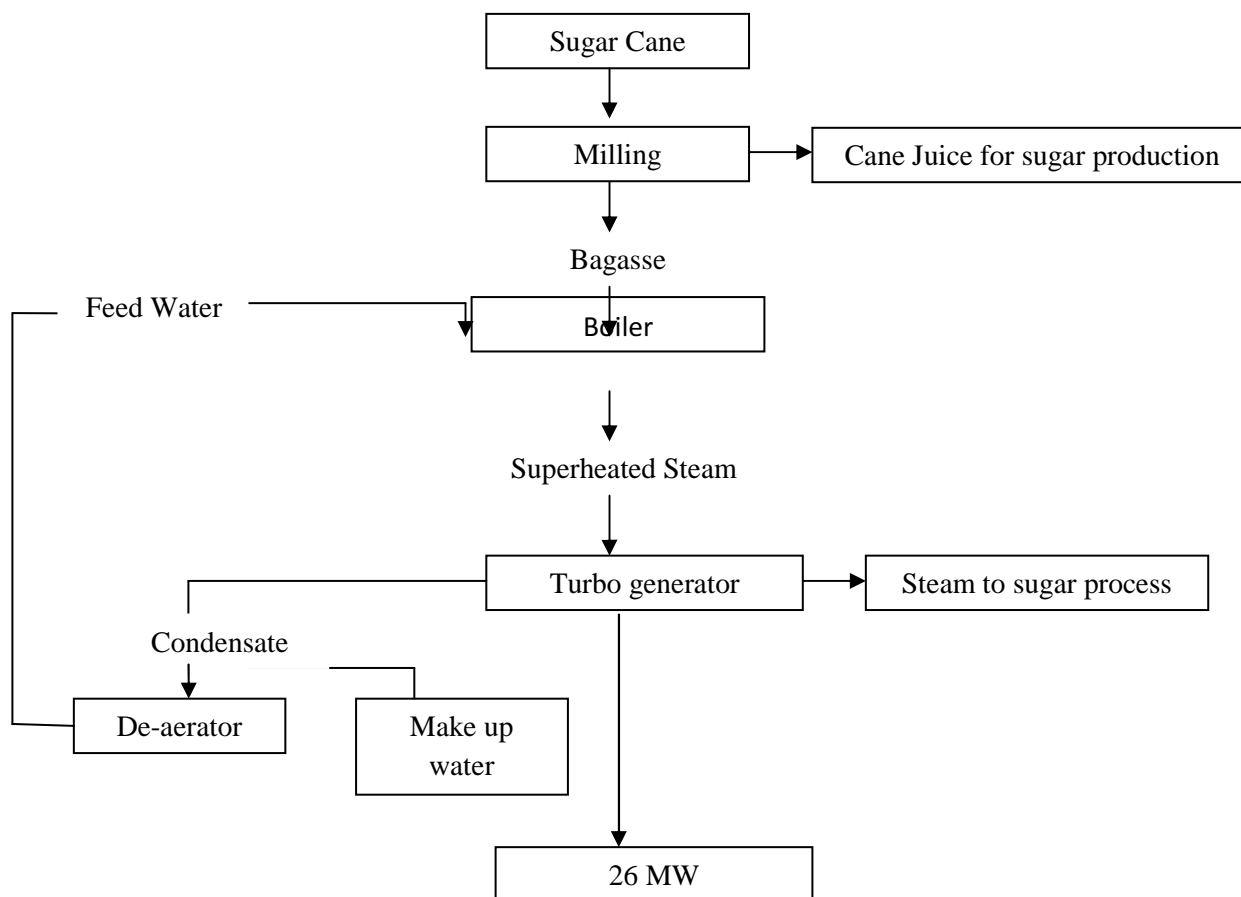 Sugar Cane
Milling
Cane Juice for sugar production
Bagasse
Feed Water
Boiler
Superheated Steam
Turbo generator
Steam to sugar process
Condensate
De-aerator
Make up
water
26 MW